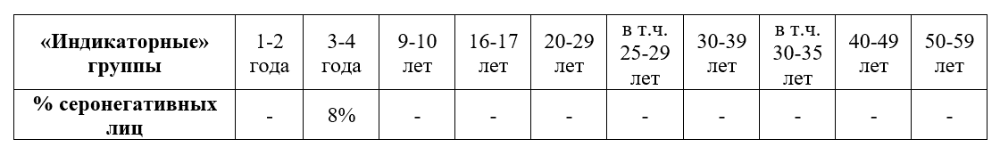 «Индикаторные» группы | 1-2 года | 3-4 года | 9-10 лет | 16-17 лет | 20-29 лет | в т.ч. 25-29 лет | 30-39 лет | в т.ч. 30-35 лет | 40-49 лет | 50-59 лет
% серонегативных лиц | - | 8% | - | - | - | - | - | - | - | -